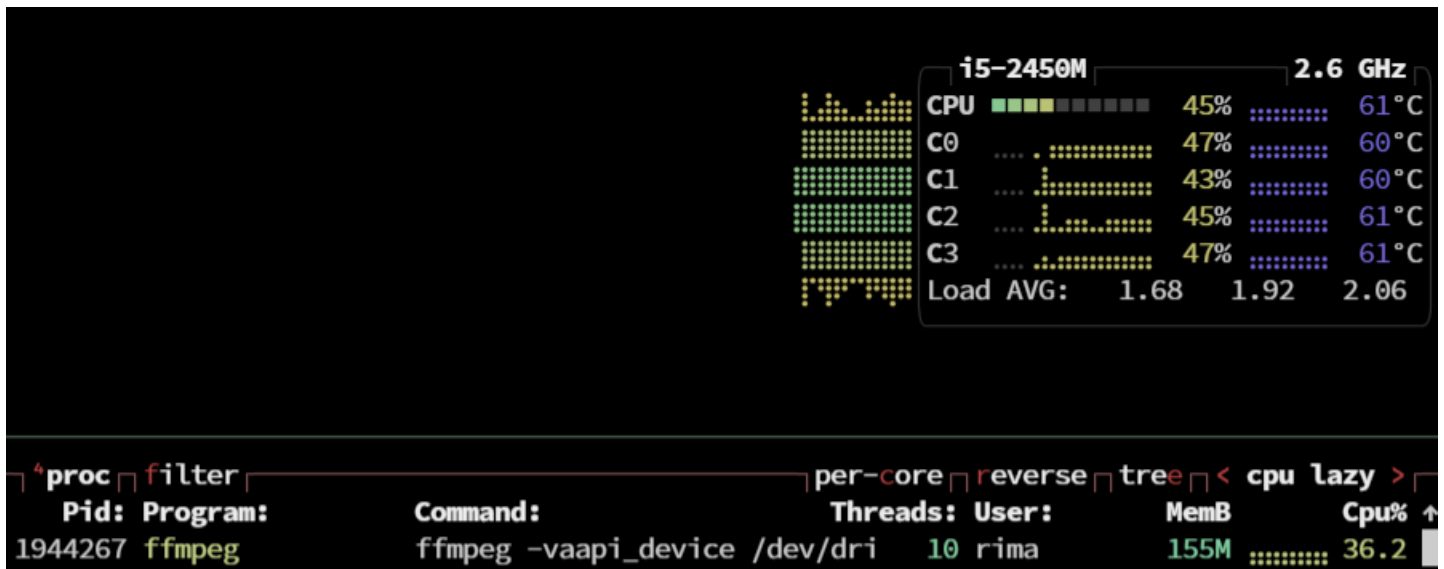 i5-2450M 2.6 GHz
CPU 45% 61°C
C0 47% 60°C
C1 43% 60°C
C2 45% 61°C
C3 47% 61°C
Load AVG: 1.68 1.92 2.06
⁴proc filter per-core reverse tree < cpu lazy >
Pid: Program: Command: Threads: User: MemB Cpu% ↑
1944267 ffmpeg ffmpeg -vaapi_device /dev/dri 10 rima 155M 36.2